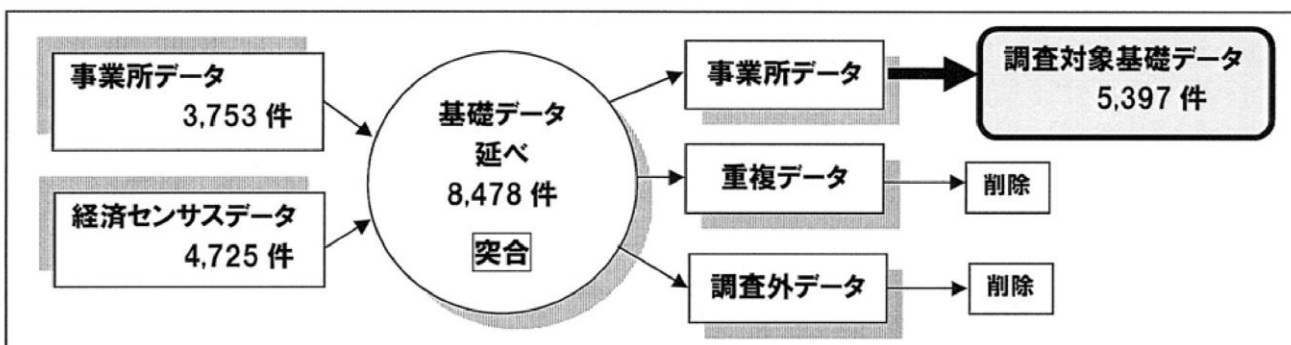 事業所データ
3,753 件
経済センサスデータ
4,725 件
基礎データ
延べ
8,478 件
突合
事業所データ
重複データ
調査外データ
調査対象基礎データ
5,397 件
削除
削除